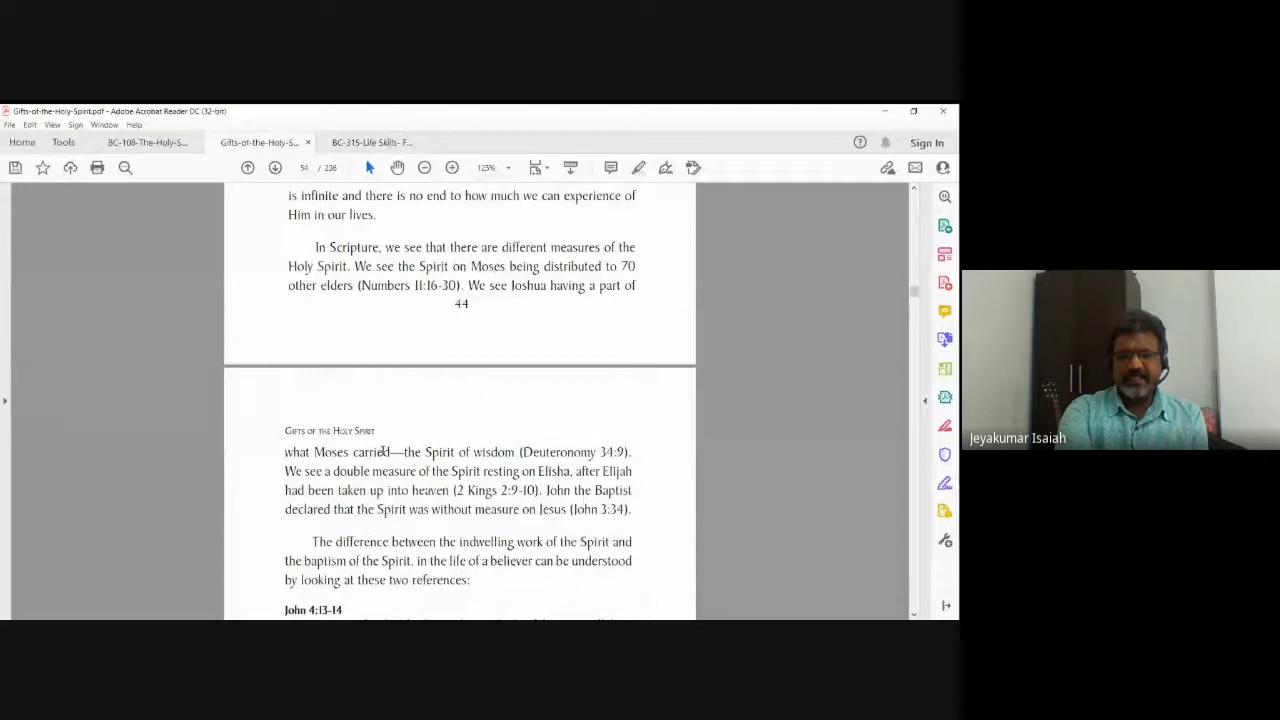 Gifts-of-the-Holy-Spirit.pdf - Adobe Acrobat Reader DC (32-bit)
File Edit View Sign Window Help
Home Tools BC-108-The-Holy-S... Gifts-of-the-Holy-S... × BC-315-Life Skills- F... Sign In
54 / 236 125%
is infinite and there is no end to how much we can experience of
Him in our lives.
In Scripture, we see that there are different measures of the
Holy Spirit. We see the Spirit on Moses being distributed to 70
other elders (Numbers 11:16-30). We see Joshua having a part of
44
GIFTS OF THE HOLY SPIRIT
what Moses carried—the Spirit of wisdom (Deuteronomy 34:9).
We see a double measure of the Spirit resting on Elisha, after Elijah
had been taken up into heaven (2 Kings 2:9-10). John the Baptist
declared that the Spirit was without measure on Jesus (John 3:34).
The difference between the indwelling work of the Spirit and
the baptism of the Spirit, in the life of a believer can be understood
by looking at these two references:
John 4:13-14
Jeyakumar Isaiah